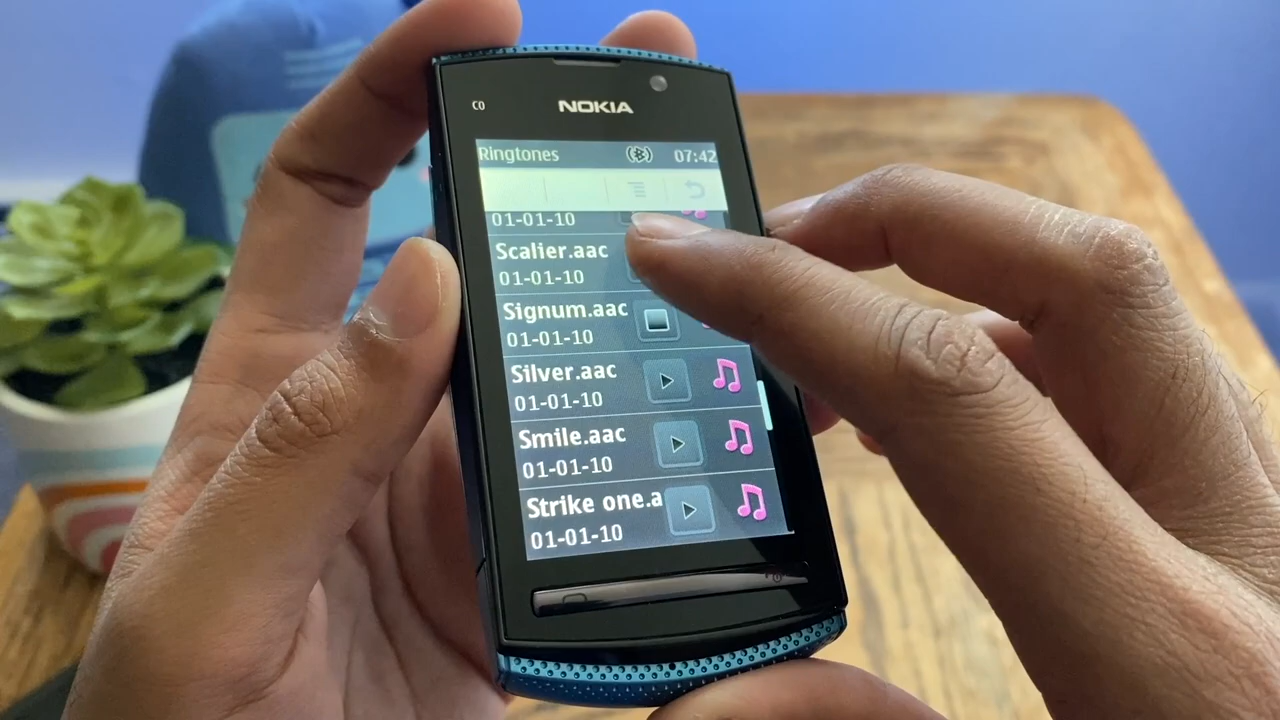 C0
NOKIA
Ringtones 07:42
01-01-10
Scalier.aac
01-01-10
Signum.aac
01-01-10
Silver.aac
01-01-10
Smile.aac
01-01-10
Strike one.a
01-01-10